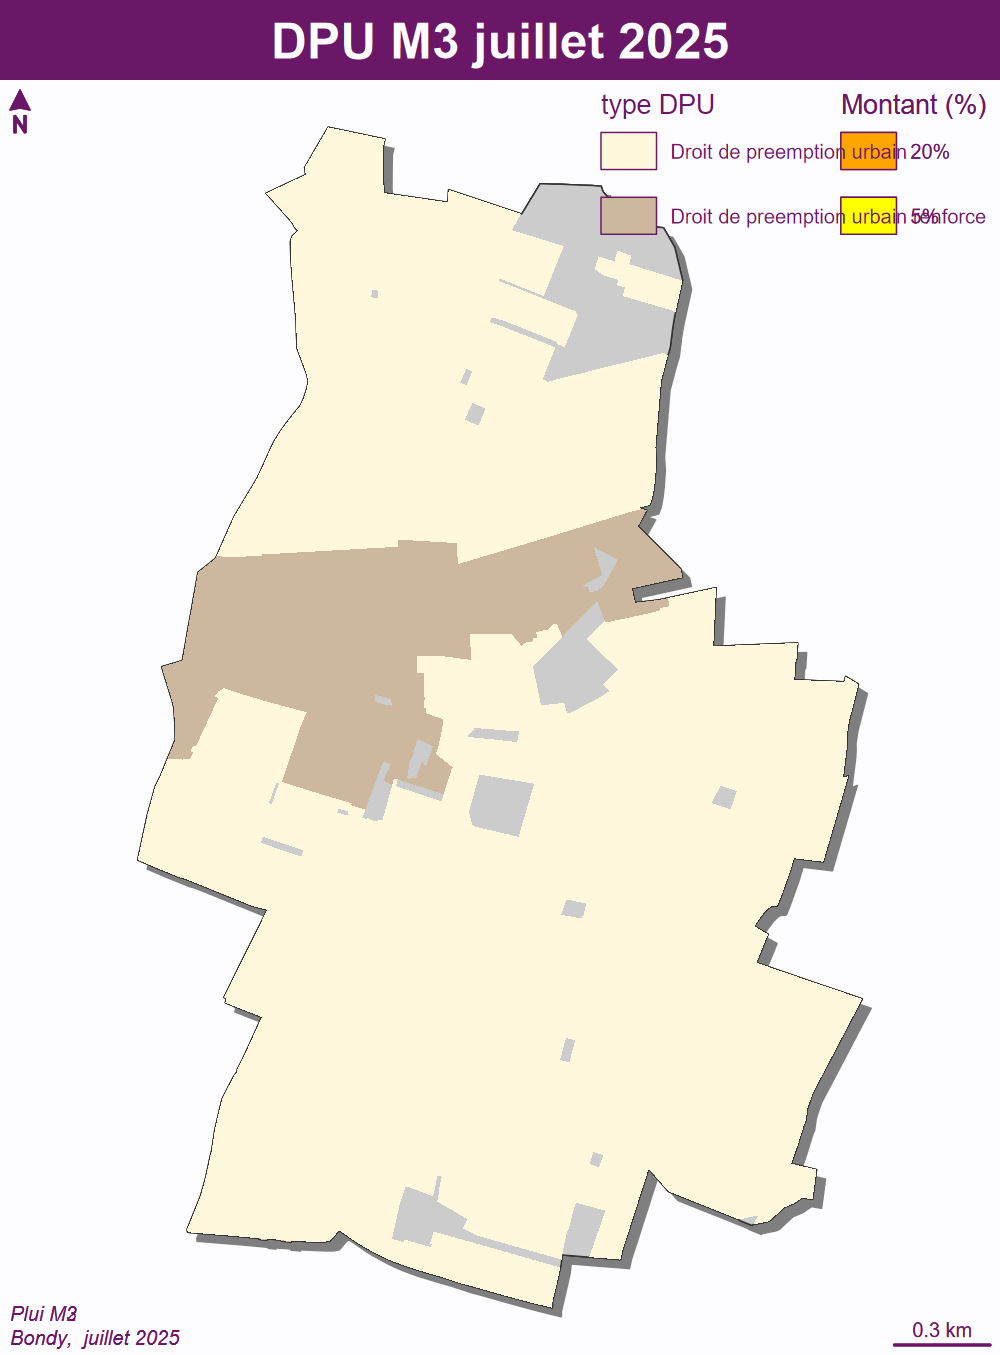 DPU M3 juillet 2025
N
type DPU
Droit de preemption urbain
Droit de preemption urbain renforce
Montant (%)
20%
5%
Plui M3
Bondy, juillet 2025
0.3 km